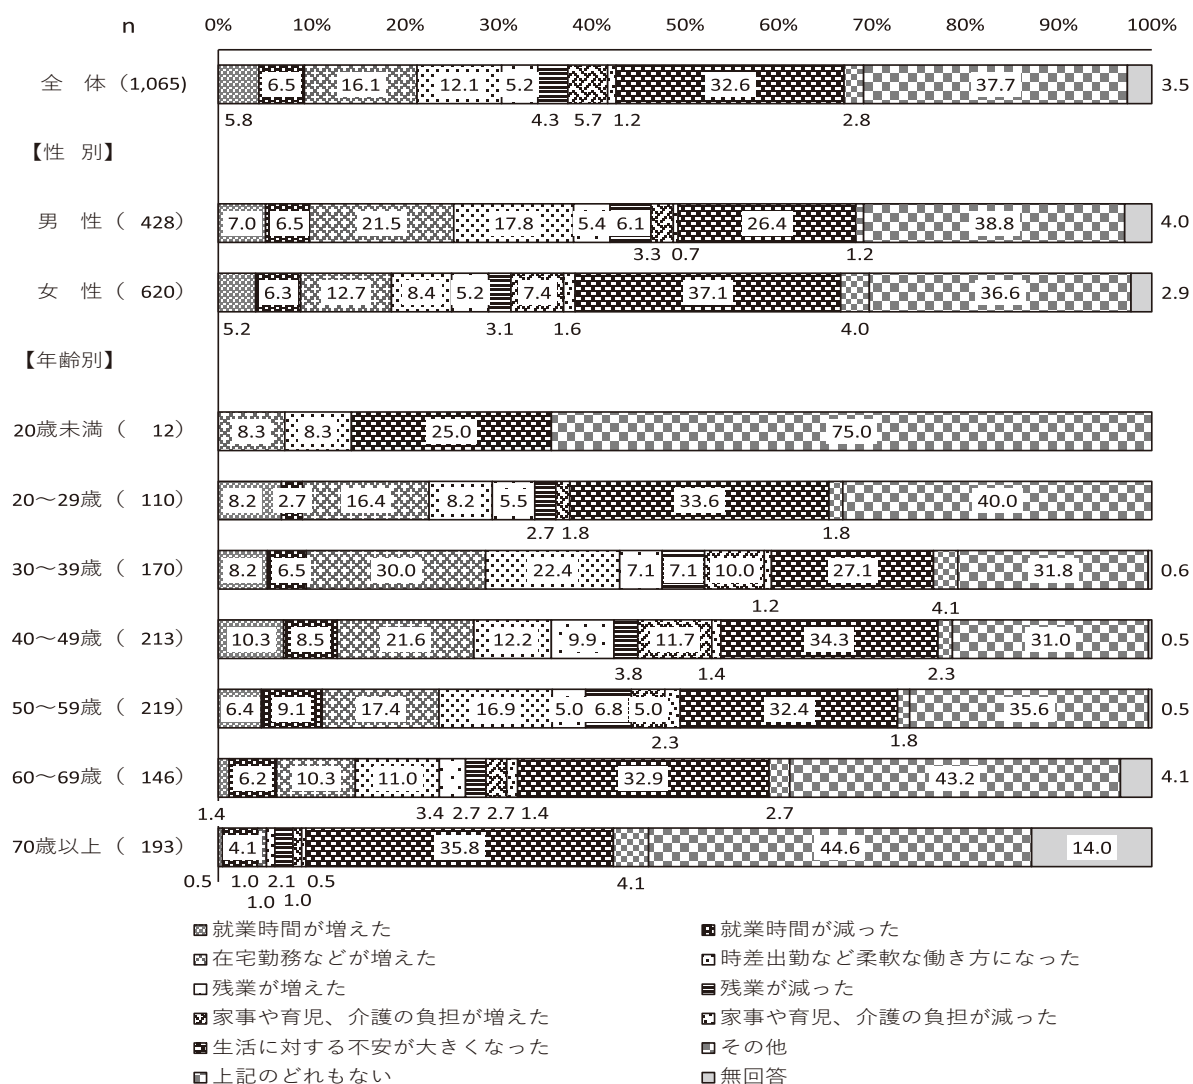 n 0% 10% 20% 30% 40% 50% 60% 70% 80% 90% 100%
全 体 (1,065) 6.5 16.1 12.1 5.2 32.6 37.7 3.5
5.8 4.3 5.7 1.2 2.8
【性 別】
男 性 ( 428) 7.0 6.5 21.5 17.8 5.4 6.1 26.4 38.8 4.0
3.3 0.7 1.2
女 性 ( 620) 6.3 12.7 8.4 5.2 7.4 37.1 36.6 2.9
5.2 3.1 1.6 4.0
【年齢別】
20歳未満 ( 12) 8.3 8.3 25.0 75.0
20～29歳 ( 110) 8.2 2.7 16.4 8.2 5.5 33.6 40.0
2.7 1.8 1.8
30～39歳 ( 170) 8.2 6.5 30.0 22.4 7.1 7.1 10.0 27.1 31.8 0.6
1.2 4.1
40～49歳 ( 213) 10.3 8.5 21.6 12.2 9.9 11.7 34.3 31.0 0.5
3.8 1.4 2.3
50～59歳 ( 219) 6.4 9.1 17.4 16.9 5.0 6.8 5.0 32.4 35.6 0.5
2.3 1.8
60～69歳 ( 146) 6.2 10.3 11.0 32.9 43.2 4.1
1.4 3.4 2.7 2.7 1.4 2.7
70歳以上 ( 193) 4.1 35.8 44.6 14.0
0.5 1.0 2.1 0.5 4.1
1.0 1.0
就業時間が増えた 就業時間が減った
在宅勤務などが増えた 時差出勤など柔軟な働き方になった
残業が増えた 残業が減った
家事や育児、介護の負担が増えた 家事や育児、介護の負担が減った
生活に対する不安が大きくなった その他
上記のどれもない 無回答